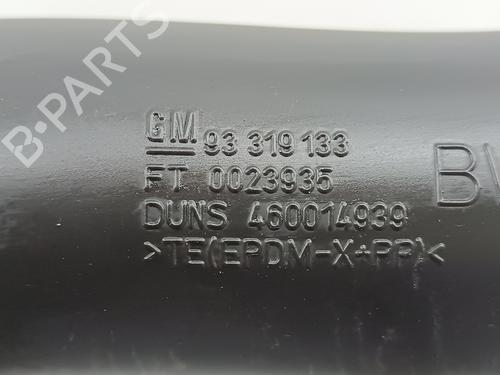 B-PARTS
GM 93 319 133
FT 0023935
DUNS 460014939
>TE(EPDM-X+PP)<